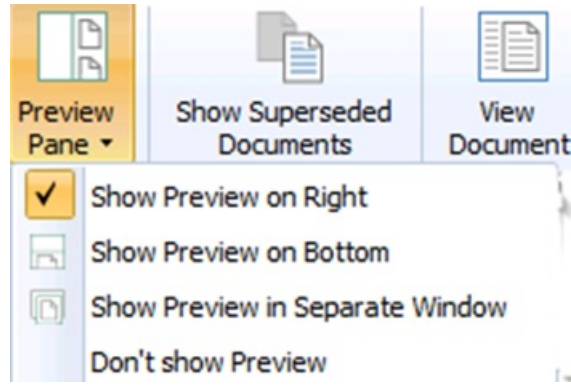 Preview
Pane
Show Superseded
Documents
View
Document
Show Preview on Right
Show Preview on Bottom
Show Preview in Separate Window
Don't show Preview